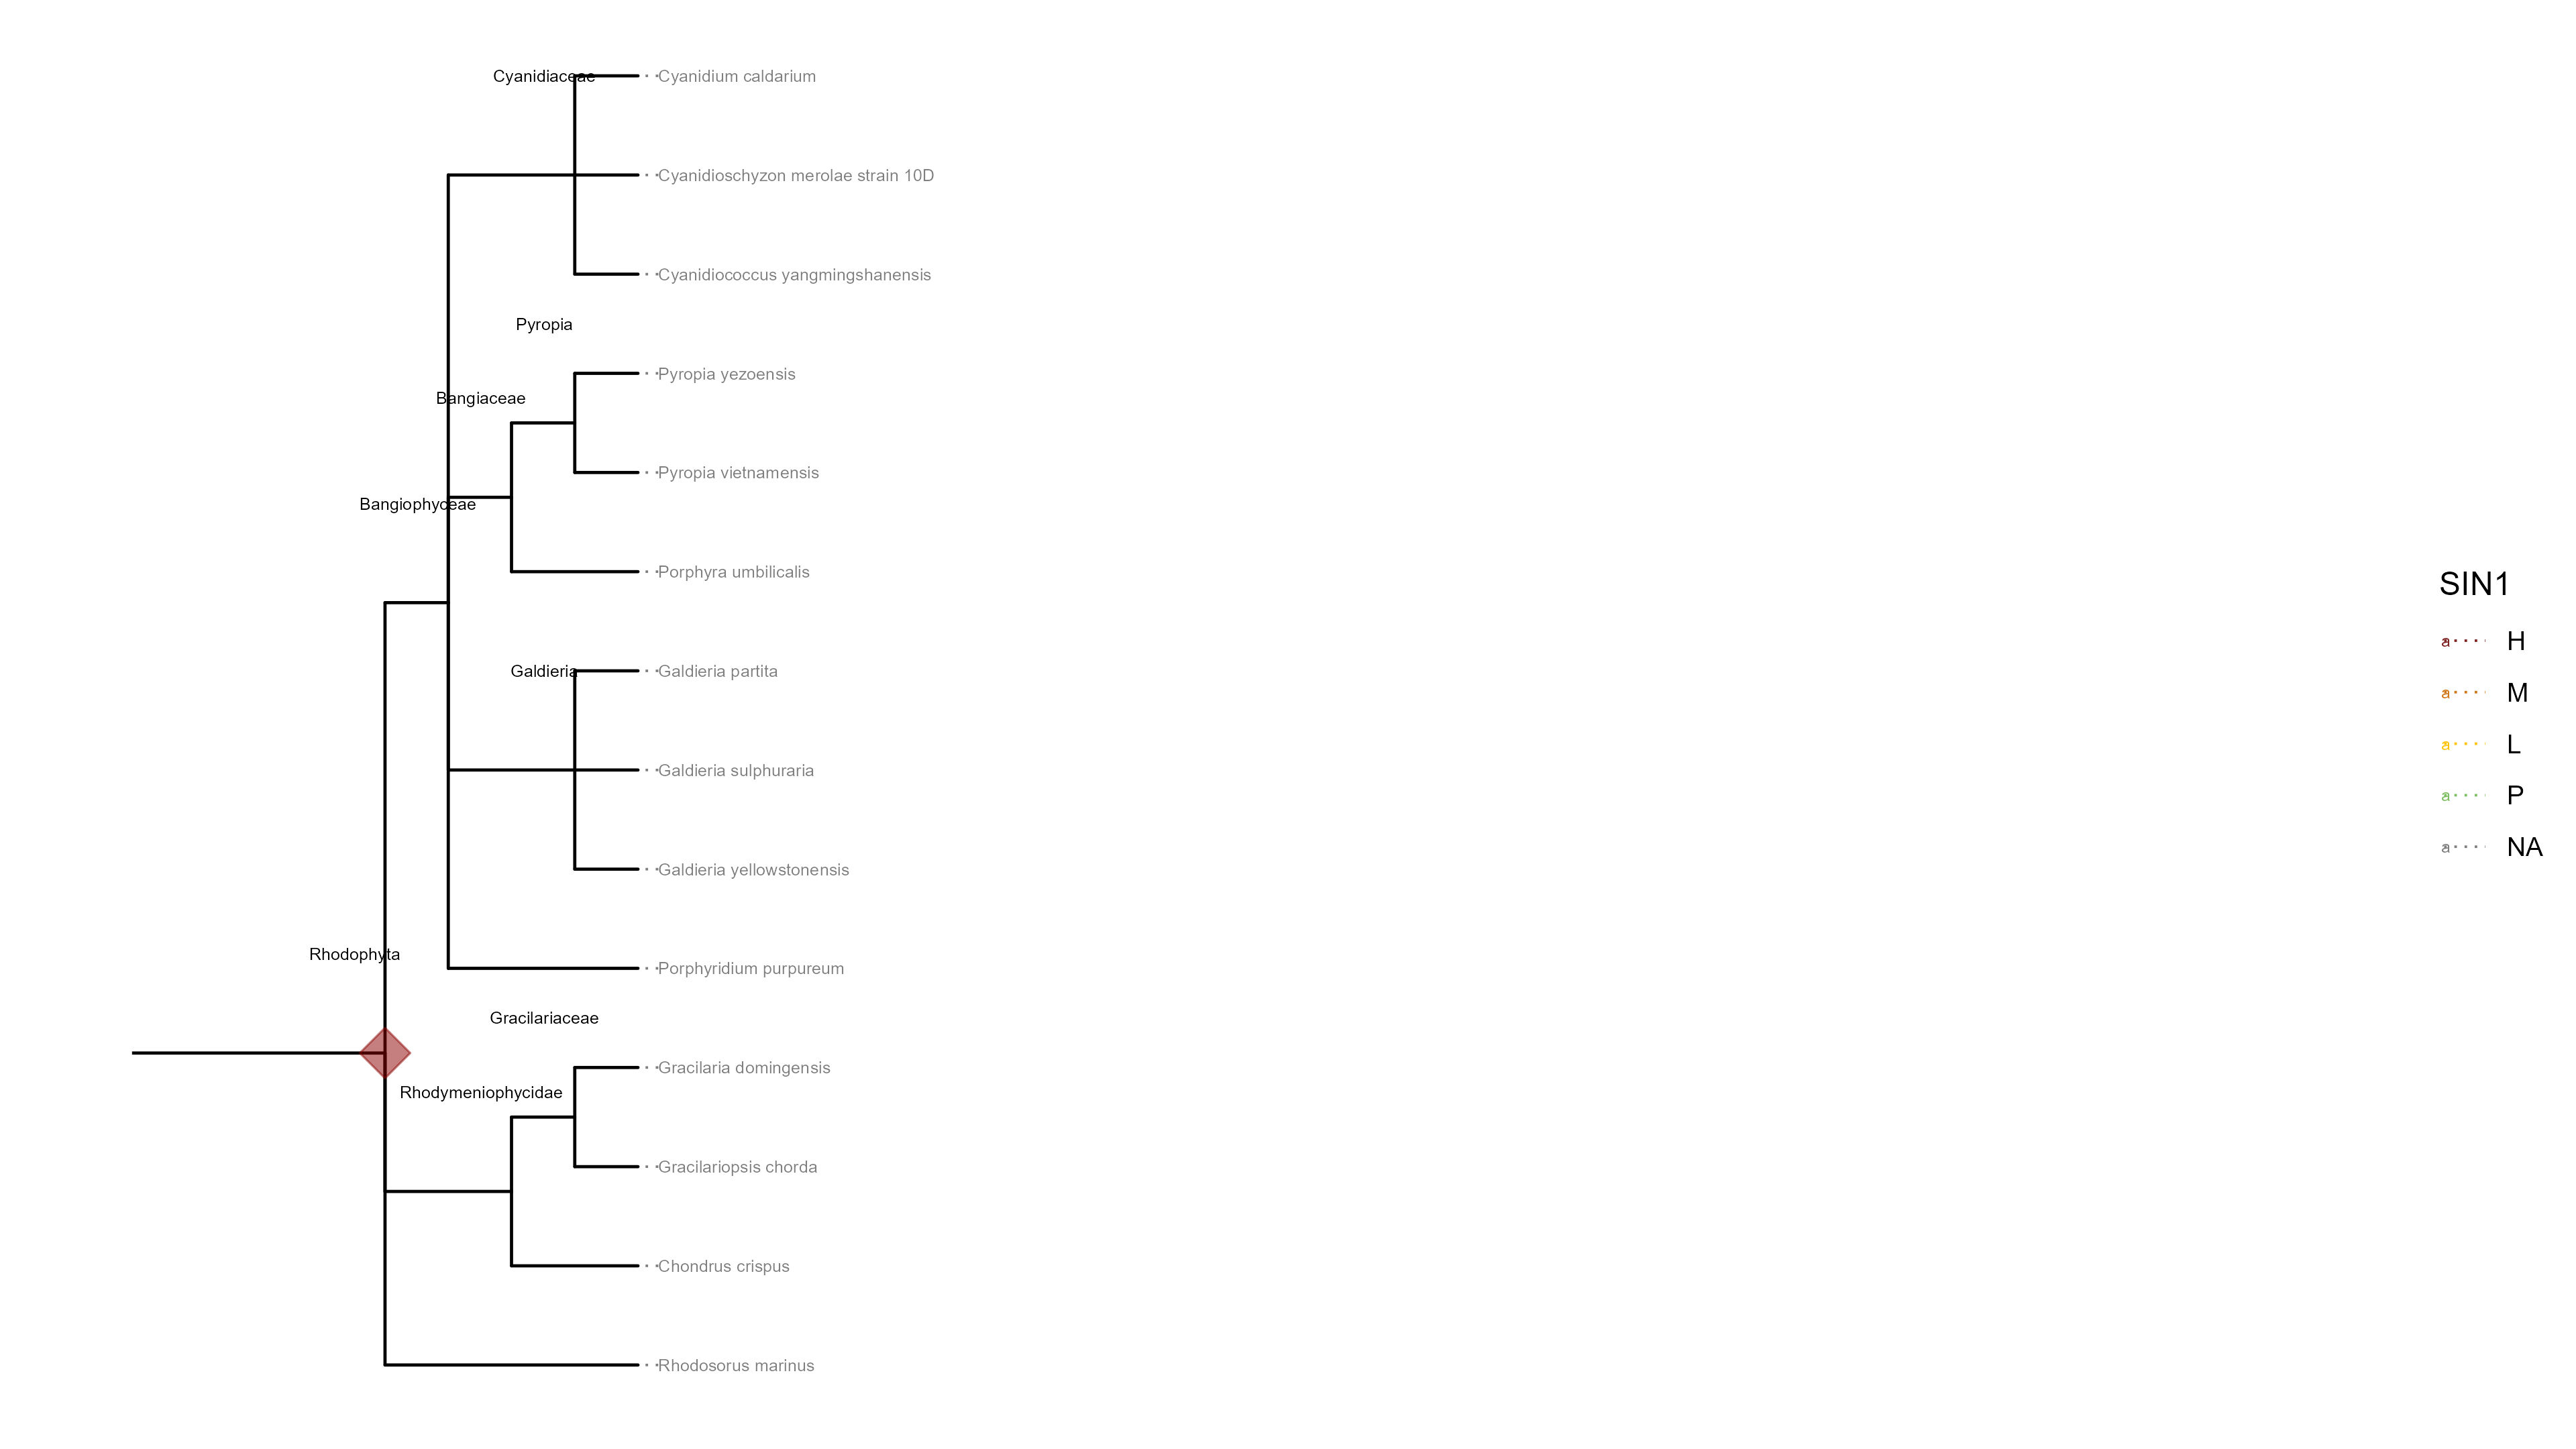 Cyanidiaceae
Cyanidium caldarium
Cyanidioschyzon merolae strain 10D
Cyanidiococcus yangmingshanensis
Pyropia
Pyropia yezoensis
Bangiaceae
Pyropia vietnamensis
Bangiophyceae
Porphyra umbilicalis
Galdieria
Galdieria partita
Galdieria sulphuraria
Galdieria yellowstonensis
Rhodophyta
Porphyridium purpureum
Gracilariaceae
Gracilaria domingensis
Rhodymeniophycidae
Gracilariopsis chorda
Chondrus crispus
Rhodosorus marinus
SIN1
a H
a M
a L
a P
a NA